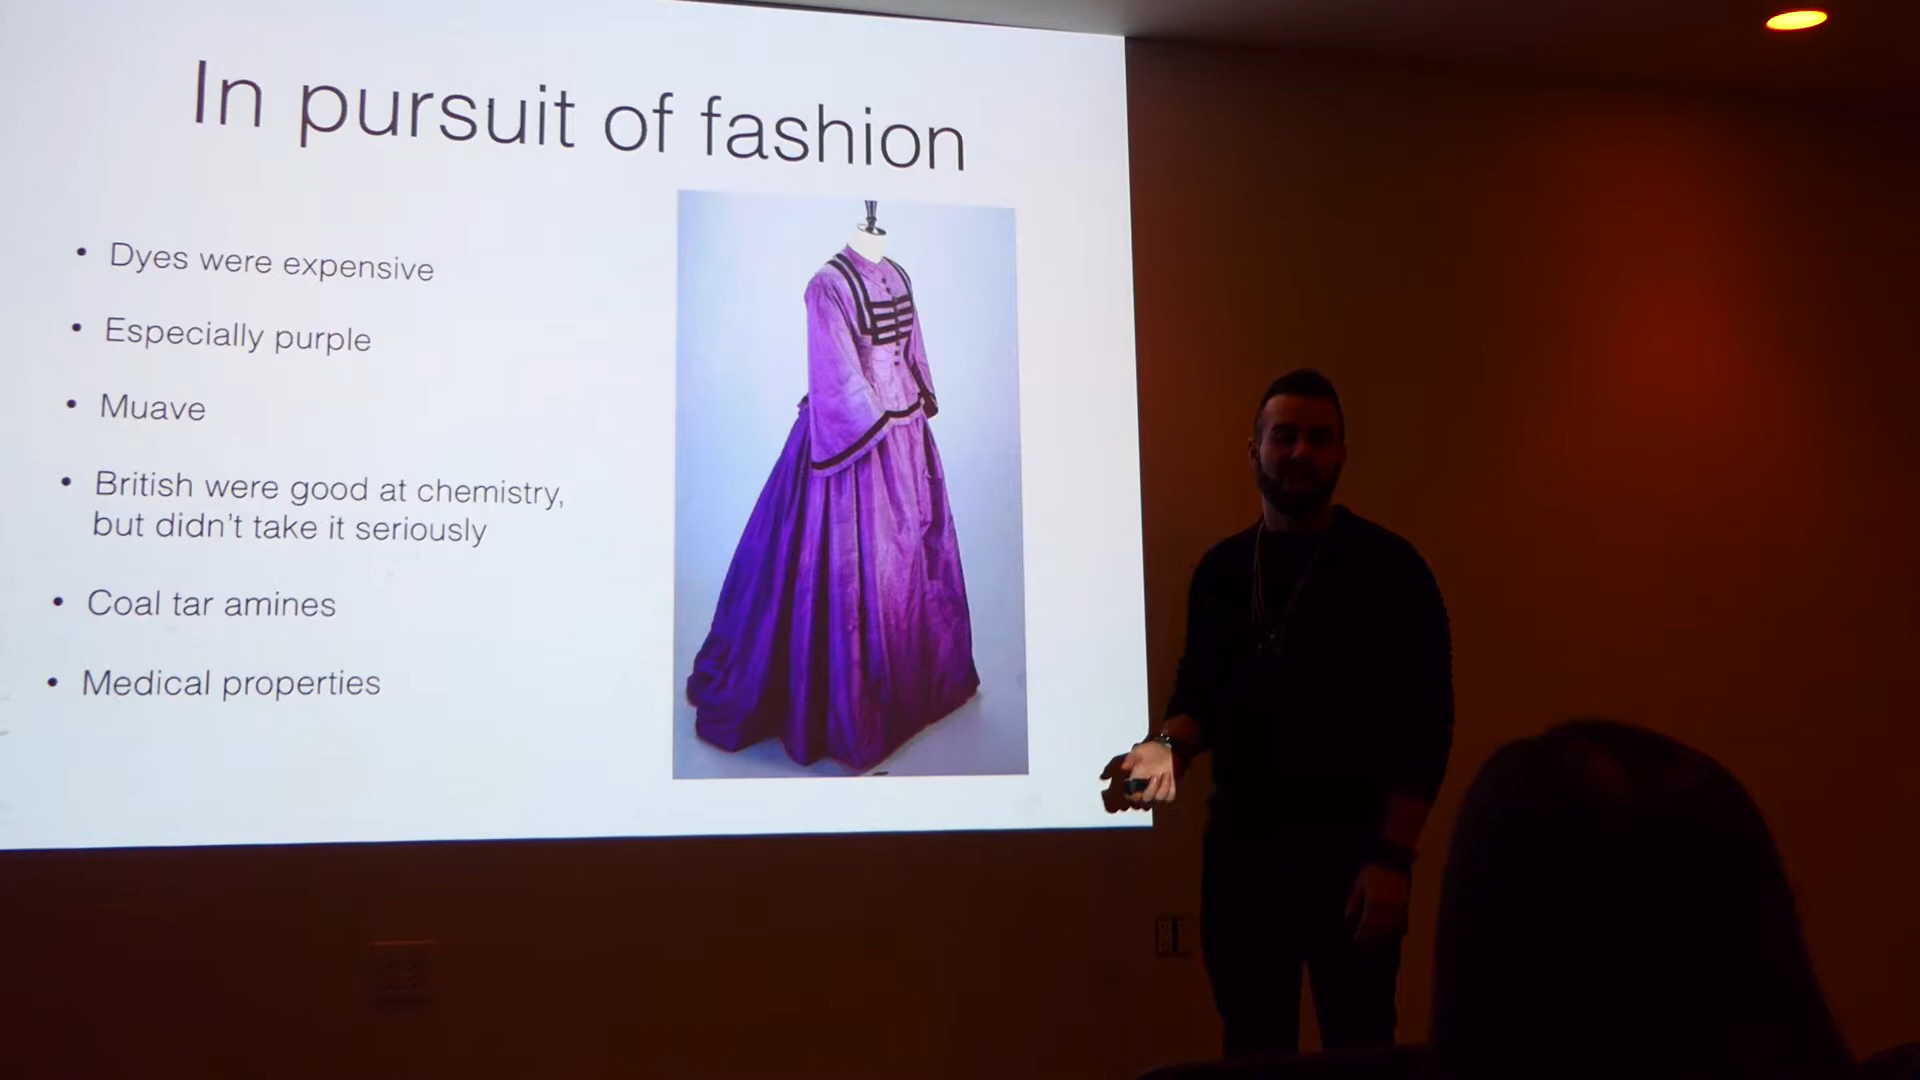 In pursuit of fashion
• Dyes were expensive
• Especially purple
• Muave
• British were good at chemistry,
but didn't take it seriously
• Coal tar amines
• Medical properties